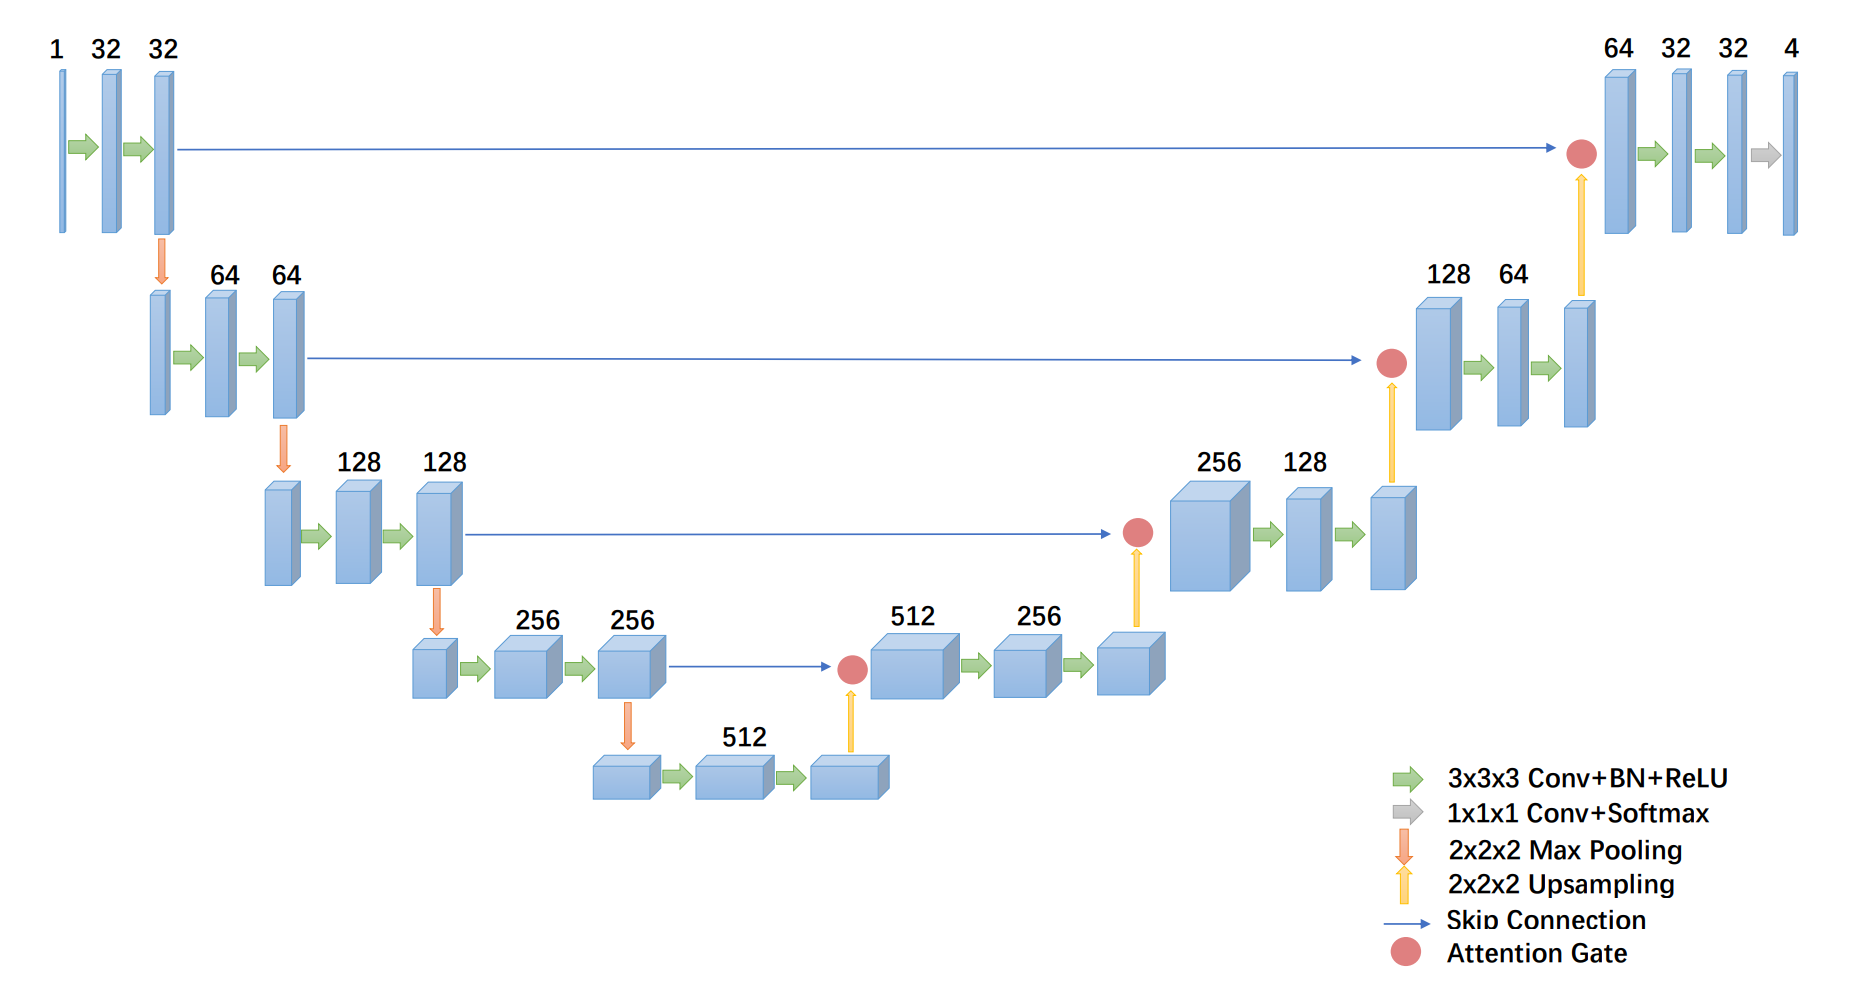 1 32 32
64 32 32 4
64 64
128 64
128 128
256 128
256 256
512 256
512
3x3x3 Conv+BN+ReLU
1x1x1 Conv+Softmax
2x2x2 Max Pooling
2x2x2 Upsampling
Skip Connection
Attention Gate